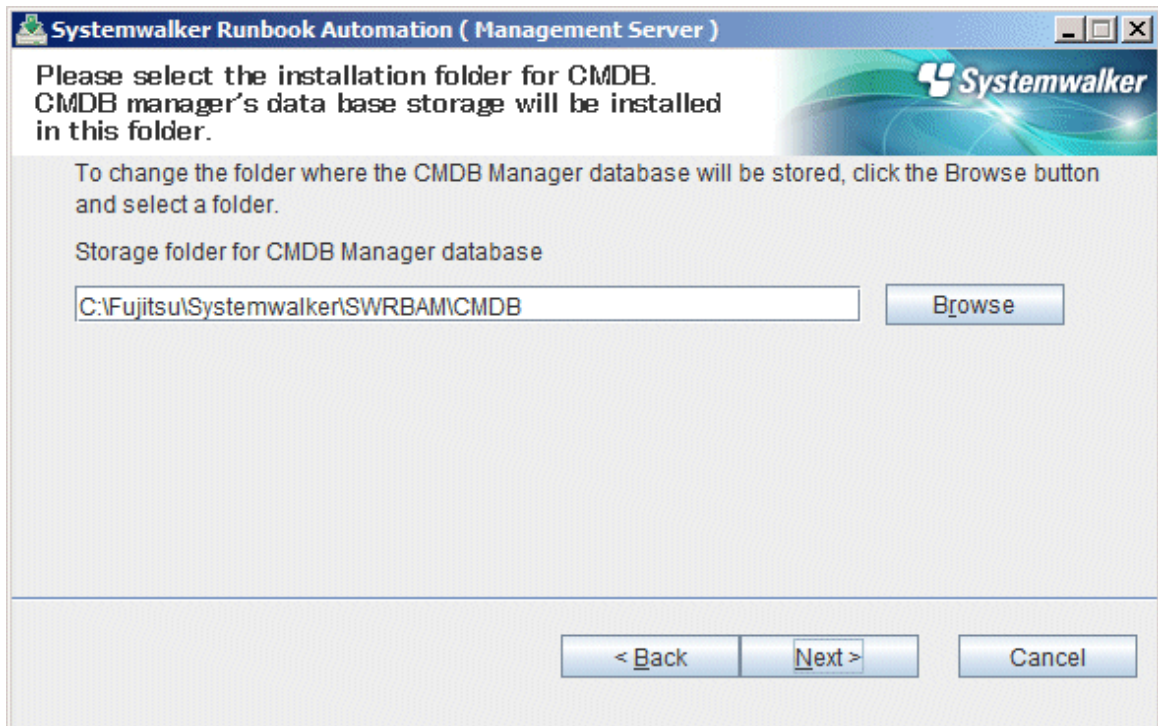 Systemwalker Runbook Automation ( Management Server )
Please select the installation folder for CMDB.
CMDB manager's data base storage will be installed
in this folder.
Systemwalker
To change the folder where the CMDB Manager database will be stored, click the Browse button
and select a folder.
Storage folder for CMDB Manager database
C:\Fujitsu\Systemwalker\SWRBAM\CMDB
Browse
< Back
Next >
Cancel